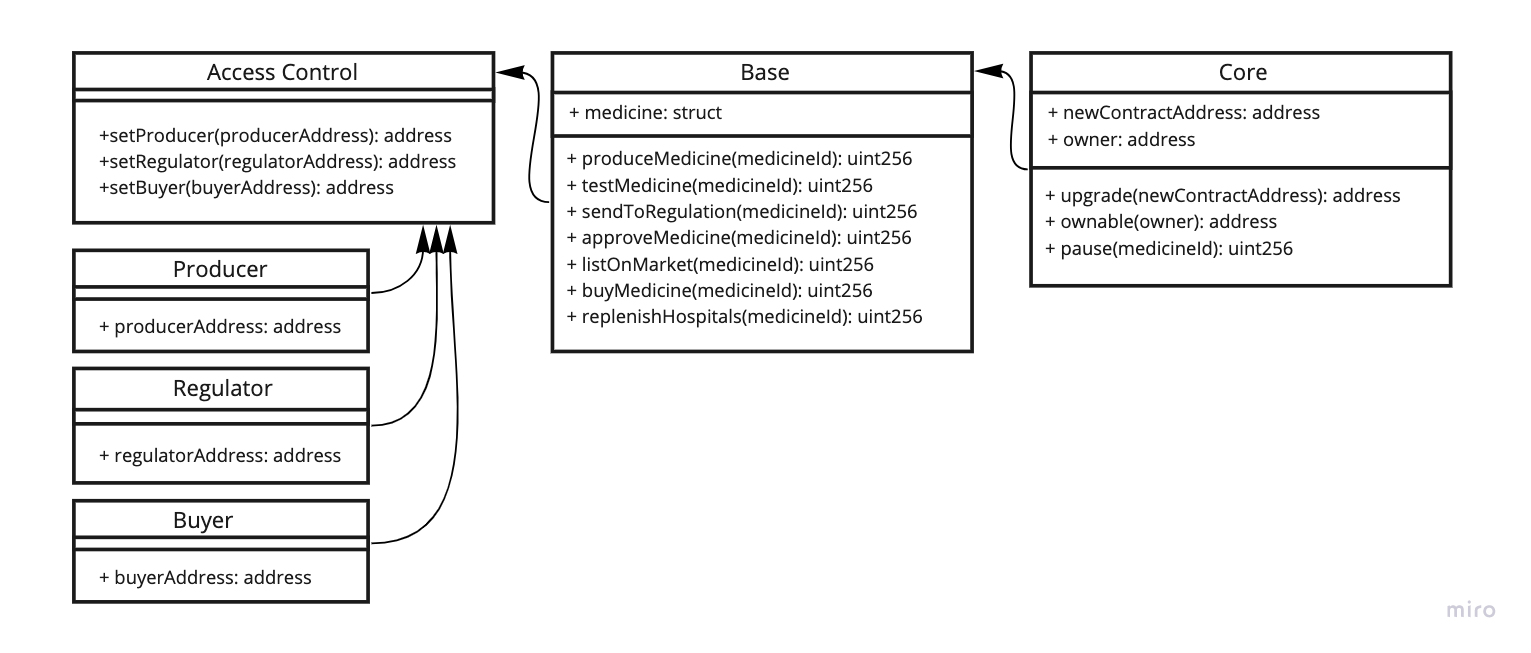 Access Control
+setProducer(producerAddress): address
+setRegulator(regulatorAddress): address
+setBuyer(buyerAddress): address
Producer
+ producerAddress: address
Regulator
+ regulatorAddress: address
Buyer
+ buyerAddress: address
Base
+ medicine: struct
+ produceMedicine(medicineId): uint256
+ testMedicine(medicineId): uint256
+ sendToRegulation(medicineId): uint256
+ approveMedicine(medicineId): uint256
+ listOnMarket(medicineId): uint256
+ buyMedicine(medicineId): uint256
+ replenishHospitals(medicineId): uint256
Core
+ newContractAddress: address
+ owner: address
+ upgrade(newContractAddress): address
+ ownable(owner): address
+ pause(medicineId): uint256
miro